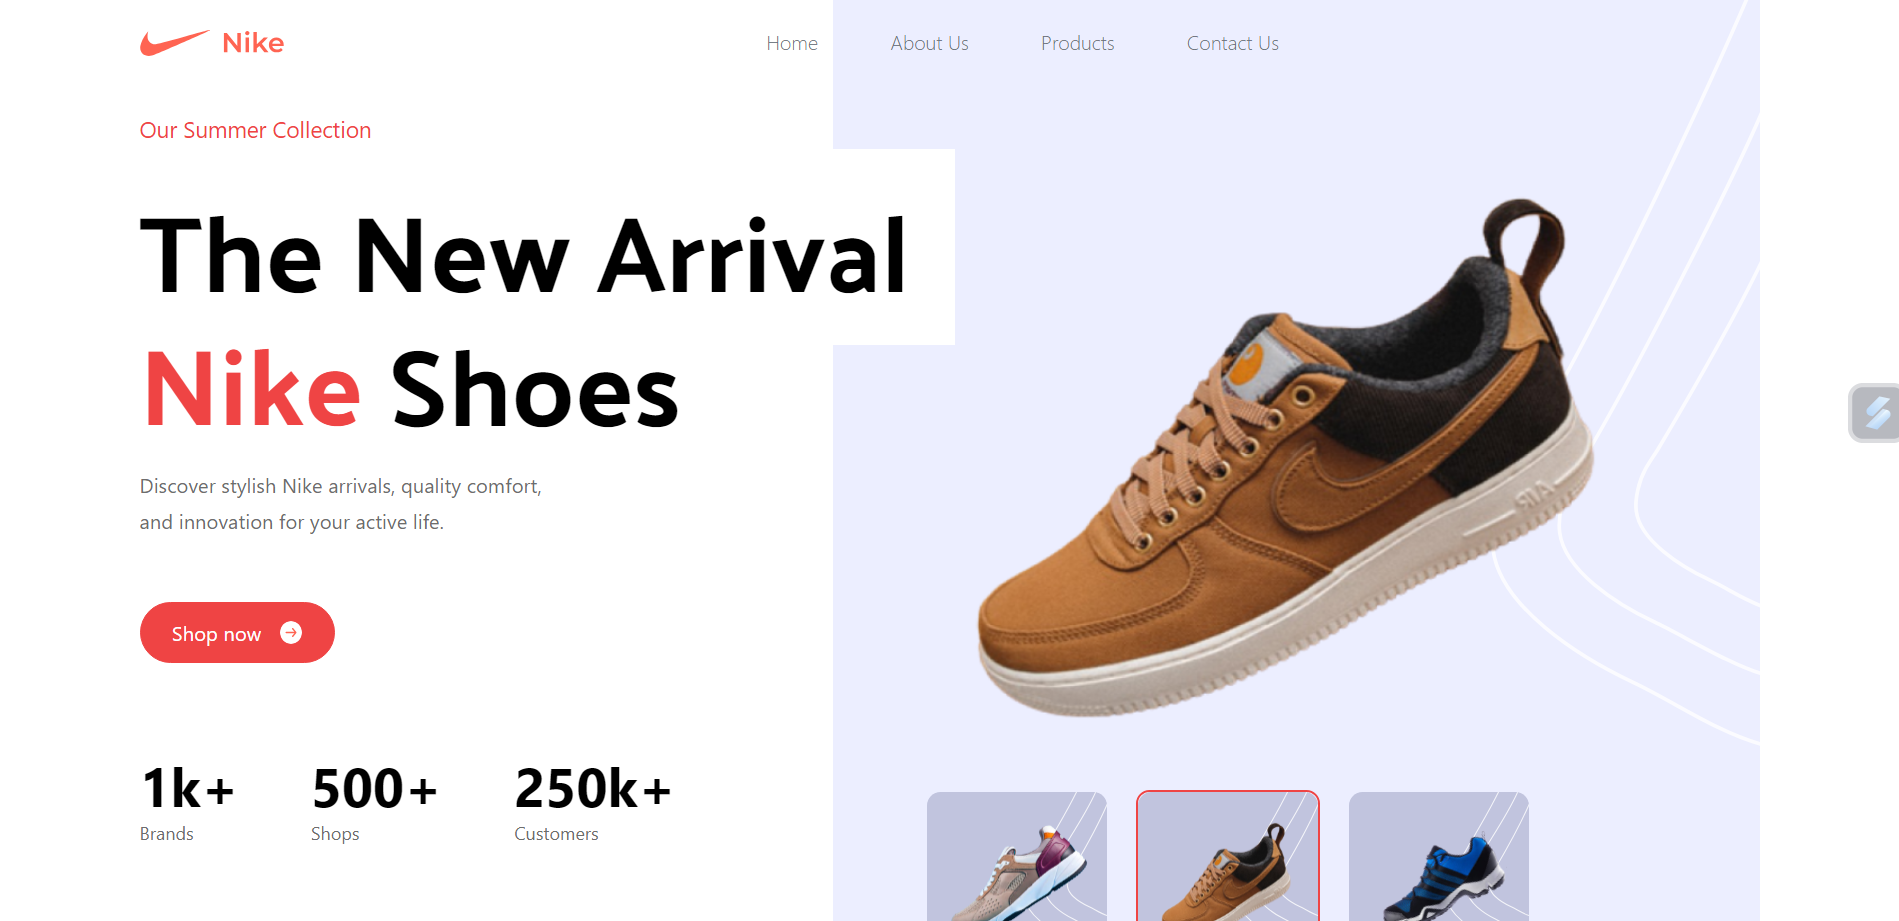 Nike
Home
About Us
Products
Contact Us
Our Summer Collection
The New Arrival
Nike Shoes
Discover stylish Nike arrivals, quality comfort,
and innovation for your active life.
Shop now
1k+
Brands
500+
Shops
250k+
Customers
AIR